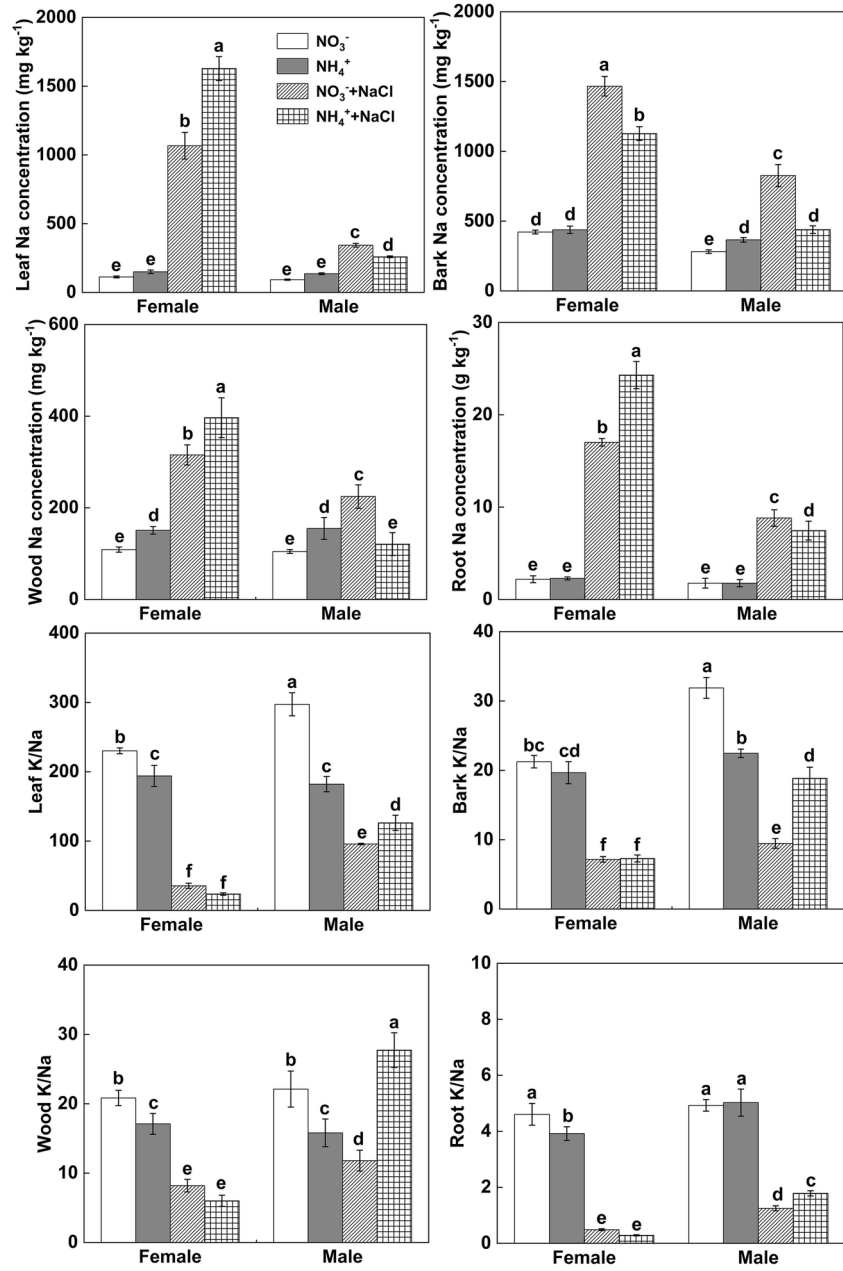 Leaf Na concentration (mg kg⁻¹)
2000
1500
1000
500
0
NO₃⁻
NH₄⁺
NO₃⁻+NaCl
NH₄⁺+NaCl
e
e
b
a
e
e
c
d
Female
Male
Bark Na concentration (mg kg⁻¹)
2000
1500
1000
500
0
d
d
a
b
e
d
c
d
Female
Male
Wood Na concentration (mg kg⁻¹)
600
400
200
0
e
d
b
a
e
d
c
e
Female
Male
Root Na concentration (g kg⁻¹)
30
20
10
0
e
e
b
a
e
e
c
d
Female
Male
Leaf K/Na
400
300
200
100
0
b
c
f
f
a
c
e
d
Female
Male
Bark K/Na
40
30
20
10
0
bc
cd
f
f
a
b
e
d
Female
Male
Wood K/Na
40
30
20
10
0
b
c
e
e
b
c
d
a
Female
Male
Root K/Na
10
8
6
4
2
0
a
b
e
e
a
a
d
c
Female
Male